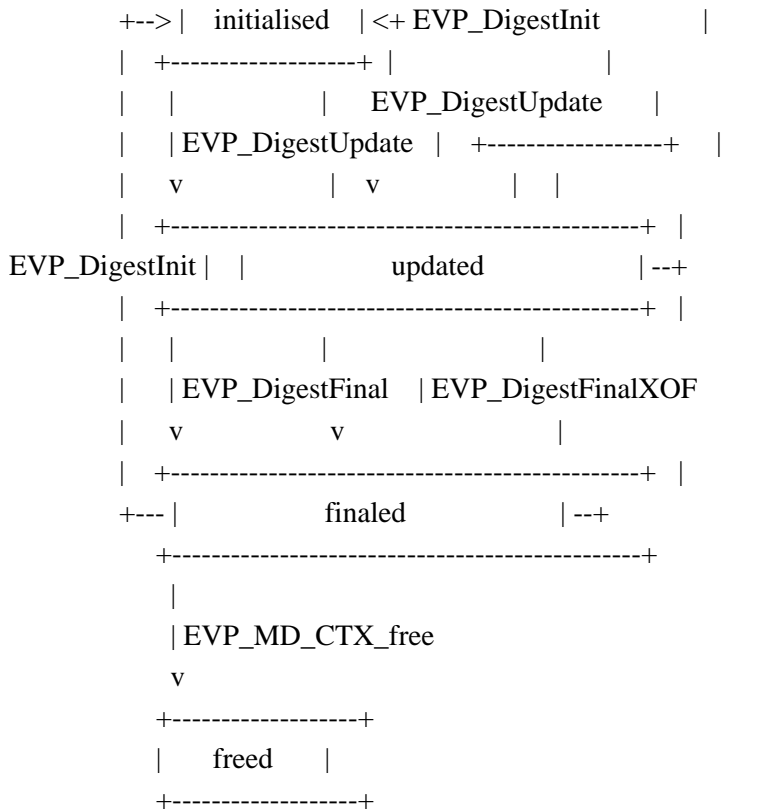 +--> | initialised | <+ EVP_DigestInit |
| +-------------------+ | |
| | | EVP_DigestUpdate |
| | EVP_DigestUpdate | +------------------+ |
| v | v | |
| +------------------------------------------------+ |
EVP_DigestInit | | updated | --+
| +------------------------------------------------+ |
| | | |
| | EVP_DigestFinal | EVP_DigestFinalXOF
| v v |
| +------------------------------------------------+ |
+--- | finaled | --+
+------------------------------------------------+
|
| EVP_MD_CTX_free
v
+-------------------+
| freed |
+-------------------+